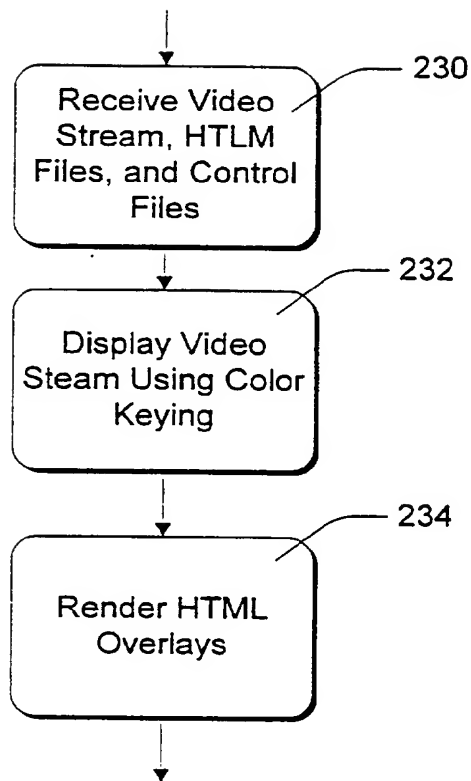 230
Receive Video
Stream, HTLM
Files, and Control
Files
232
Display Video
Steam Using Color
Keying
234
Render HTML
Overlays